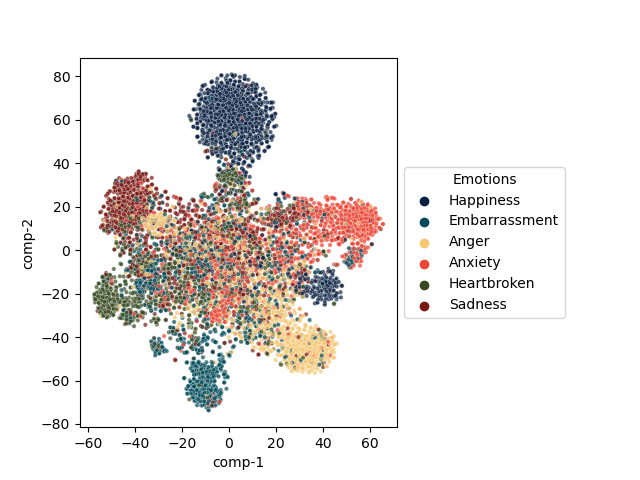 80
60
40
20
0
−20
−40
−60
−80
comp-2
−60 −40 −20 0 20 40 60
comp-1
Emotions
Happiness
Embarrassment
Anger
Anxiety
Heartbroken
Sadness